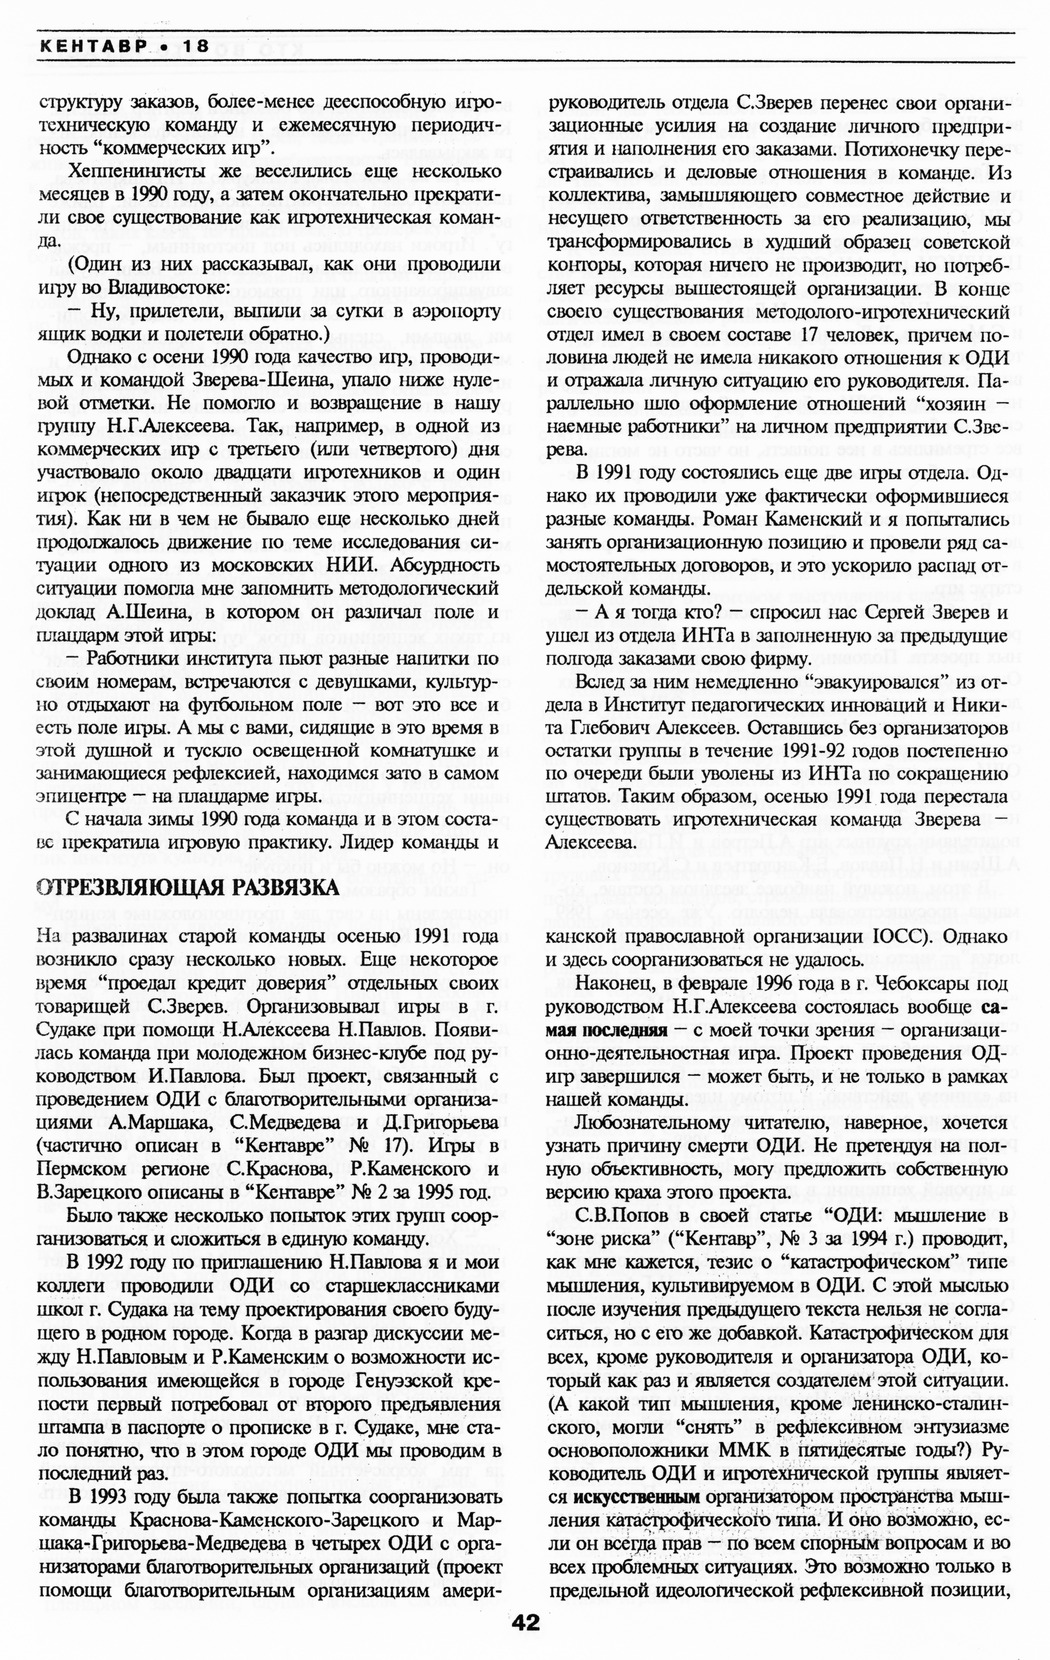 КЕНТАВР • 18
структуру заказов, более-менее дееспособную игро-
техническую команду и ежемесячную периодич-
ность “коммерческих игр”.
Хеппенингисты же веселились еще несколько
месяцев в 1990 году, а затем окончательно прекрати-
ли свое существование как игротехническая коман-
да.
(Один из них рассказывал, как они проводили
игру во Владивостоке:
— Ну, прилетели, выпили за сутки в аэропорту
ящик водки и полетели обратно.)
Однако с осени 1990 года качество игр, проводи-
мых и командой Зверева-Шеина, упало ниже нуле-
вой отметки. Не помогло и возвращение в нашу
группу Н.Г.Алексеева. Так, например, в одной из
коммерческих игр с третьего (или четвертого) дня
участвовало около двадцати игротехников и один
игрок (непосредственный заказчик этого мероприя-
тия). Как ни в чем не бывало еще несколько дней
продолжалось движение по теме исследования си-
туации одного из московских НИИ. Абсурдность
ситуации помогла мне запомнить методологический
доклад А.Шеина, в котором он различал поле и
плацдарм этой игры:
— Работники института пьют разные напитки по
своим номерам, встречаются с девушками, культур-
но отдыхают на футбольном поле — вот это все и
есть поле игры. А мы с вами, сидящие в это время в
этой душной и тускло освещенной комнатушке и
занимающиеся рефлексией, находимся зато в самом
эпицентре — на плацдарме игры.
С начала зимы 1990 года команда и в этом соста-
ве прекратила игровую практику. Лидер команды и
руководитель отдела С.Зверев перенес свои органи-
зационные усилия на создание личного предпри-
ятия и наполнения его заказами. Потихонечку пере-
страивались и деловые отношения в команде. Из
коллектива, замышляющего совместное действие и
несущего ответственность за его реализацию, мы
трансформировались в худший образец советской
конторы, которая ничего не производит, но потреб-
ляет ресурсы вышестоящей организации. В конце
своего существования методолого-игротехнический
отдел имел в своем составе 17 человек, причем по-
ловина людей не имела никакого отношения к ОДИ
и отражала личную ситуацию его руководителя. Па-
раллельно шло оформление отношений “хозяин —
наемные работники” на личном предприятии С.Зве-
рева.
В 1991 году состоялись еще две игры отдела. Од-
нако их проводили уже фактически оформившиеся
разные команды. Роман Каменский и я попытались
занять организационную позицию и провели ряд са-
мостоятельных договоров, и это ускорило распад от-
дельской команды.
— А я тогда кто? — спросил нас Сергей Зверев и
ушел из отдела ИНТа в заполненную за предыдущие
полгода заказами свою фирму.
Вслед за ним немедленно “эвакуировался” из от-
дела в Институт педагогических инноваций и Ники-
та Глебович Алексеев. Оставшись без организаторов
остатки группы в течение 1991-92 годов постепенно
по очереди были уволены из ИНТа по сокращению
штатов. Таким образом, осенью 1991 года перестала
существовать игротехническая команда Зверева —
Алексеева.
ОТРЕЗВЛЯЮЩАЯ РАЗВЯЗКА
На развалинах старой команды осенью 1991 года
возникло сразу несколько новых. Еще некоторое
время “проедал кредит доверия” отдельных своих
товарищей С.Зверев. Организовывал игры в г.
Судаке при помощи Н.Алексеева Н.Павлов. Появи-
лась команда при молодежном бизнес-клубе под ру-
ководством И.Павлова. Был проект, связанный с
проведением ОДИ с благотворительными организа-
циями А.Маршака, С.Медведева и Д.Григорьева
(частично описан в “Кентавре” № 17). Игры в
Пермском регионе С.Краснова, Р.Каменского и
В.Зарецкого описаны в “Кентавре” № 2 за 1995 год.
Было также несколько попыток этих групп соор-
ганизоваться и сложиться в единую команду.
В 1992 году по приглашению Н.Павлова я и мои
коллеги проводили ОДИ со старшеклассниками
школ г. Судака на тему проектирования своего буду-
щего в родном городе. Когда в разгар дискуссии ме-
жду Н.Павловым и Р.Каменским о возможности ис-
пользования имеющейся в городе Генуэзской кре-
пости первый потребовал от второго предъявления
штампа в паспорте о прописке в г. Судаке, мне ста-
ло понятно, что в этом городе ОДИ мы проводим в
последний раз.
В 1993 году была также попытка соорганизовать
команды Краснова-Каменского-Зарецкого и Мар-
шака-Григорьева-Медведева в четырех ОДИ с орга-
низаторами благотворительных организаций (проект
помощи благотворительным организациям амери-
канской православной организации IOCC). Однако
и здесь соорганизоваться не удалось.
Наконец, в феврале 1996 года в г. Чебоксары под
руководством Н.Г.Алексеева состоялась вообще са-
мая последняя — с моей точки зрения — организаци-
онно-деятельностная игра. Проект проведения ОД-
игр завершился — может быть, и не только в рамках
нашей команды.
Любознательному читателю, наверное, хочется
узнать причину смерти ОДИ. Не претендуя на пол-
ную объективность, могу предложить собственную
версию краха этого проекта.
С.В.Попов в своей статье “ОДИ: мышление в
“зоне риска” (“Кентавр”, № 3 за 1994 г.) проводит,
как мне кажется, тезис о “катастрофическом” типе
мышления, культивируемом в ОДИ. С этой мыслью
после изучения предыдущего текста нельзя не согла-
ситься, но с его же добавкой. Катастрофическом для
всех, кроме руководителя и организатора ОДИ, ко-
торый как раз и является создателем этой ситуации.
(А какой тип мышления, кроме ленинско-сталин-
ского, могли “снять” в рефлексивном энтузиазме
основоположники ММК в пятидесятые годы?) Ру-
ководитель ОДИ и игротехнической группы являет-
ся искусственным организатором пространства мыш-
ления катастрофического типа. И оно возможно, ес-
ли он всегда прав — по всем спорным вопросам и во
всех проблемных ситуациях. Это возможно только в
предельной идеологической рефлексивной позиции,
42